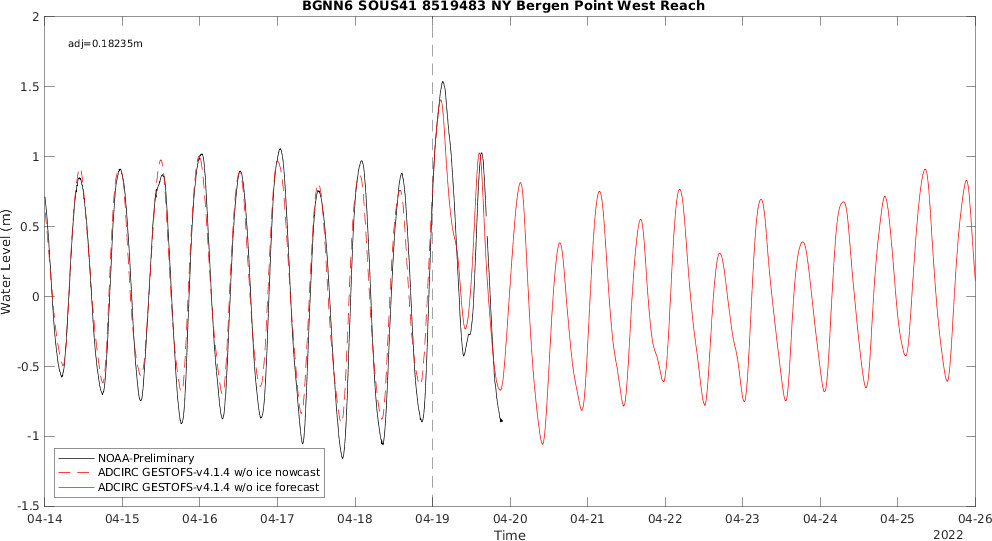 BGNN6 SOUS41 8519483 NY Bergen Point West Reach
adj=0.18235m
2
1.5
1
0.5
0
-0.5
-1
-1.5
Water Level (m)
NOAA-Preliminary
ADCIRC GESTOFS-v4.1.4 w/o ice nowcast
ADCIRC GESTOFS-v4.1.4 w/o ice forecast
04-14 04-15 04-16 04-17 04-18 04-19 04-20 04-21 04-22 04-23 04-24 04-25 04-26
Time
2022